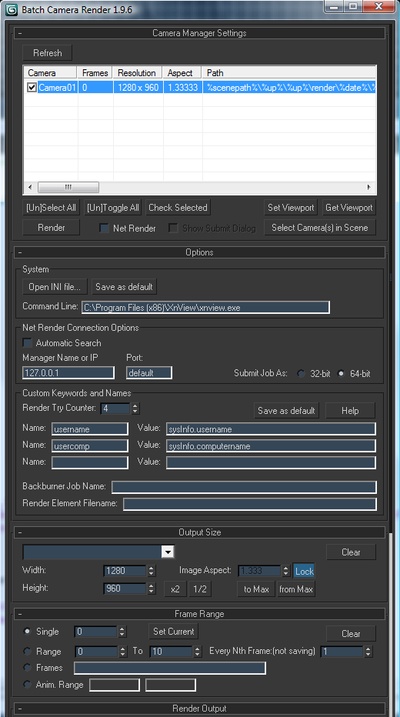 Batch Camera Render 1.9.6
- Camera Manager Settings
Refresh
Camera Frames Resolution Aspect Path
Camera01 0 1280 x 960 1.33333 %scenepath%\%up%\%up%\render\%date%\%
[Un]Select All [Un]Toggle All Check Selected Set Viewport Get Viewport
Render Net Render Show Submit Dialog Select Camera(s) in Scene
- Options
System
Open INI file... Save as default
Command Line: C:\Program Files (x86)\XnView\xnview.exe
Net Render Connection Options
Automatic Search
Manager Name or IP Port:
127.0.0.1 default Submit Job As: 32-bit 64-bit
Custom Keywords and Names
Render Try Counter: 4 Save as default Help
Name: username Value: sysInfo.username
Name: usercomp Value: sysInfo.computername
Name: Value:
Backburner Job Name:
Render Element Filename:
- Output Size
Clear
Width: 1280 Image Aspect: 1.333 Lock
Height: 960 x2 1/2 to Max from Max
- Frame Range
Single 0 Set Current Clear
Range 0 To 10 Every Nth Frame:(not saving) 1
Frames
Anim. Range
- Render Output